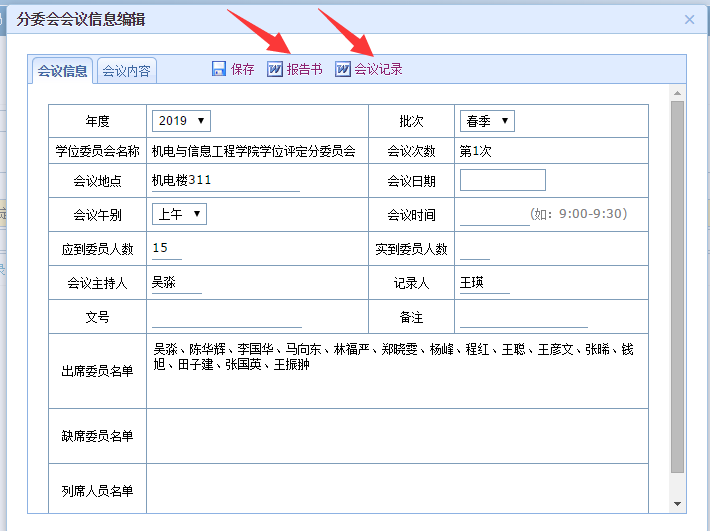 分委会会议信息编辑
会议信息 会议内容 保存 报告书 会议记录
年度 2019 批次 春季
学位委员会名称 机电与信息工程学院学位评定分委员会 会议次数 第1次
会议地点 机电楼311 会议日期
会议午别 上午 会议时间 (如: 9:00-9:30)
应到委员人数 15 实到委员人数
会议主持人 吴淼 记录人 王瑛
文号 备注
出席委员名单 吴淼、陈华辉、李国华、马向东、林福严、郑晓雯、杨峰、程红、王聪、王彦文、张晞、钱
旭、田子建、张国英、王振翀
缺席委员名单
列席人员名单